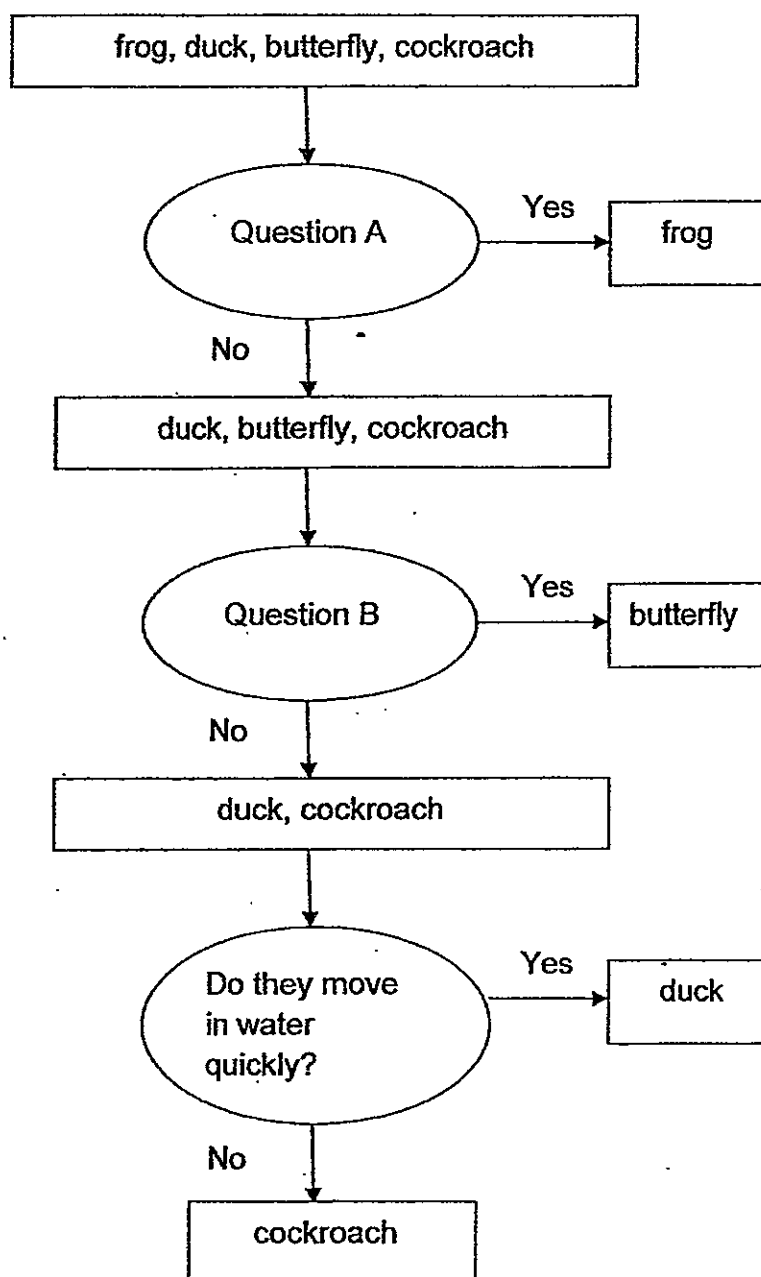 frog, duck, butterfly, cockroach
Question A
Yes
frog
No
duck, butterfly, cockroach
Question B
Yes
butterfly
No
duck, cockroach
Do they move
in water
quickly?
Yes
duck
No
cockroach